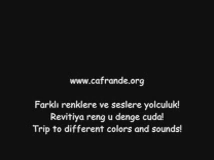 www.cafrande.org
Farklı renklere ve seslere yolculuk!
Revitiya reng u denge cuda!
Trip to different colors and sounds!